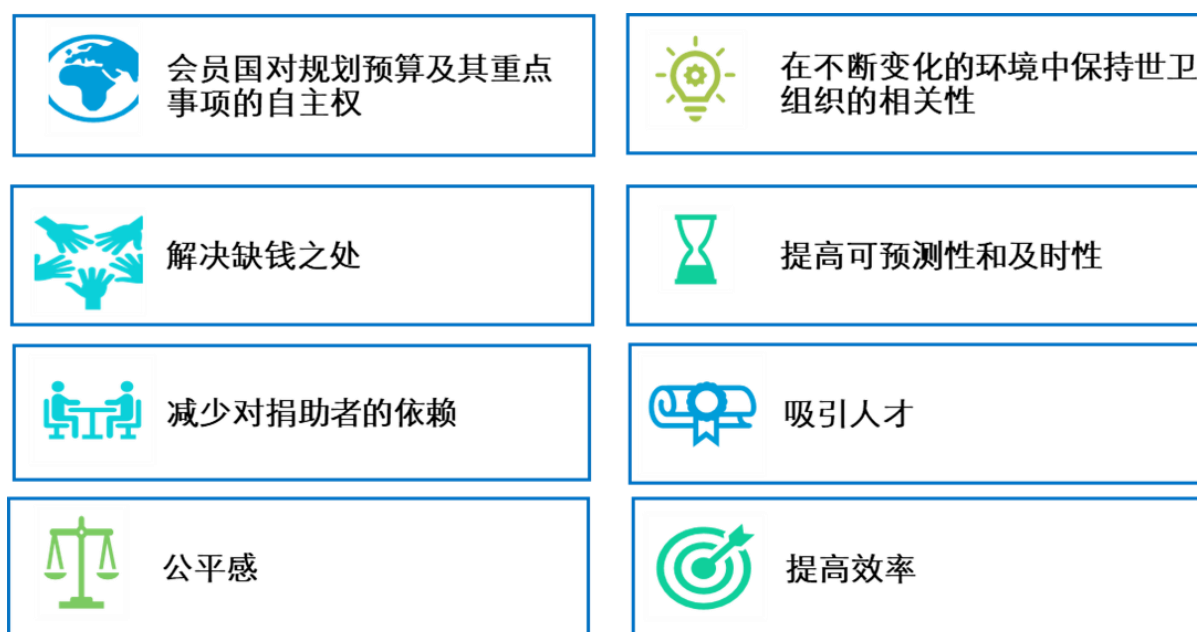 会员国对规划预算及其重点
事项的自主权
在不断变化的环境中保持世卫
组织的相关性
解决缺钱之处
提高可预测性和及时性
减少对捐助者的依赖
吸引人才
公平感
提高效率